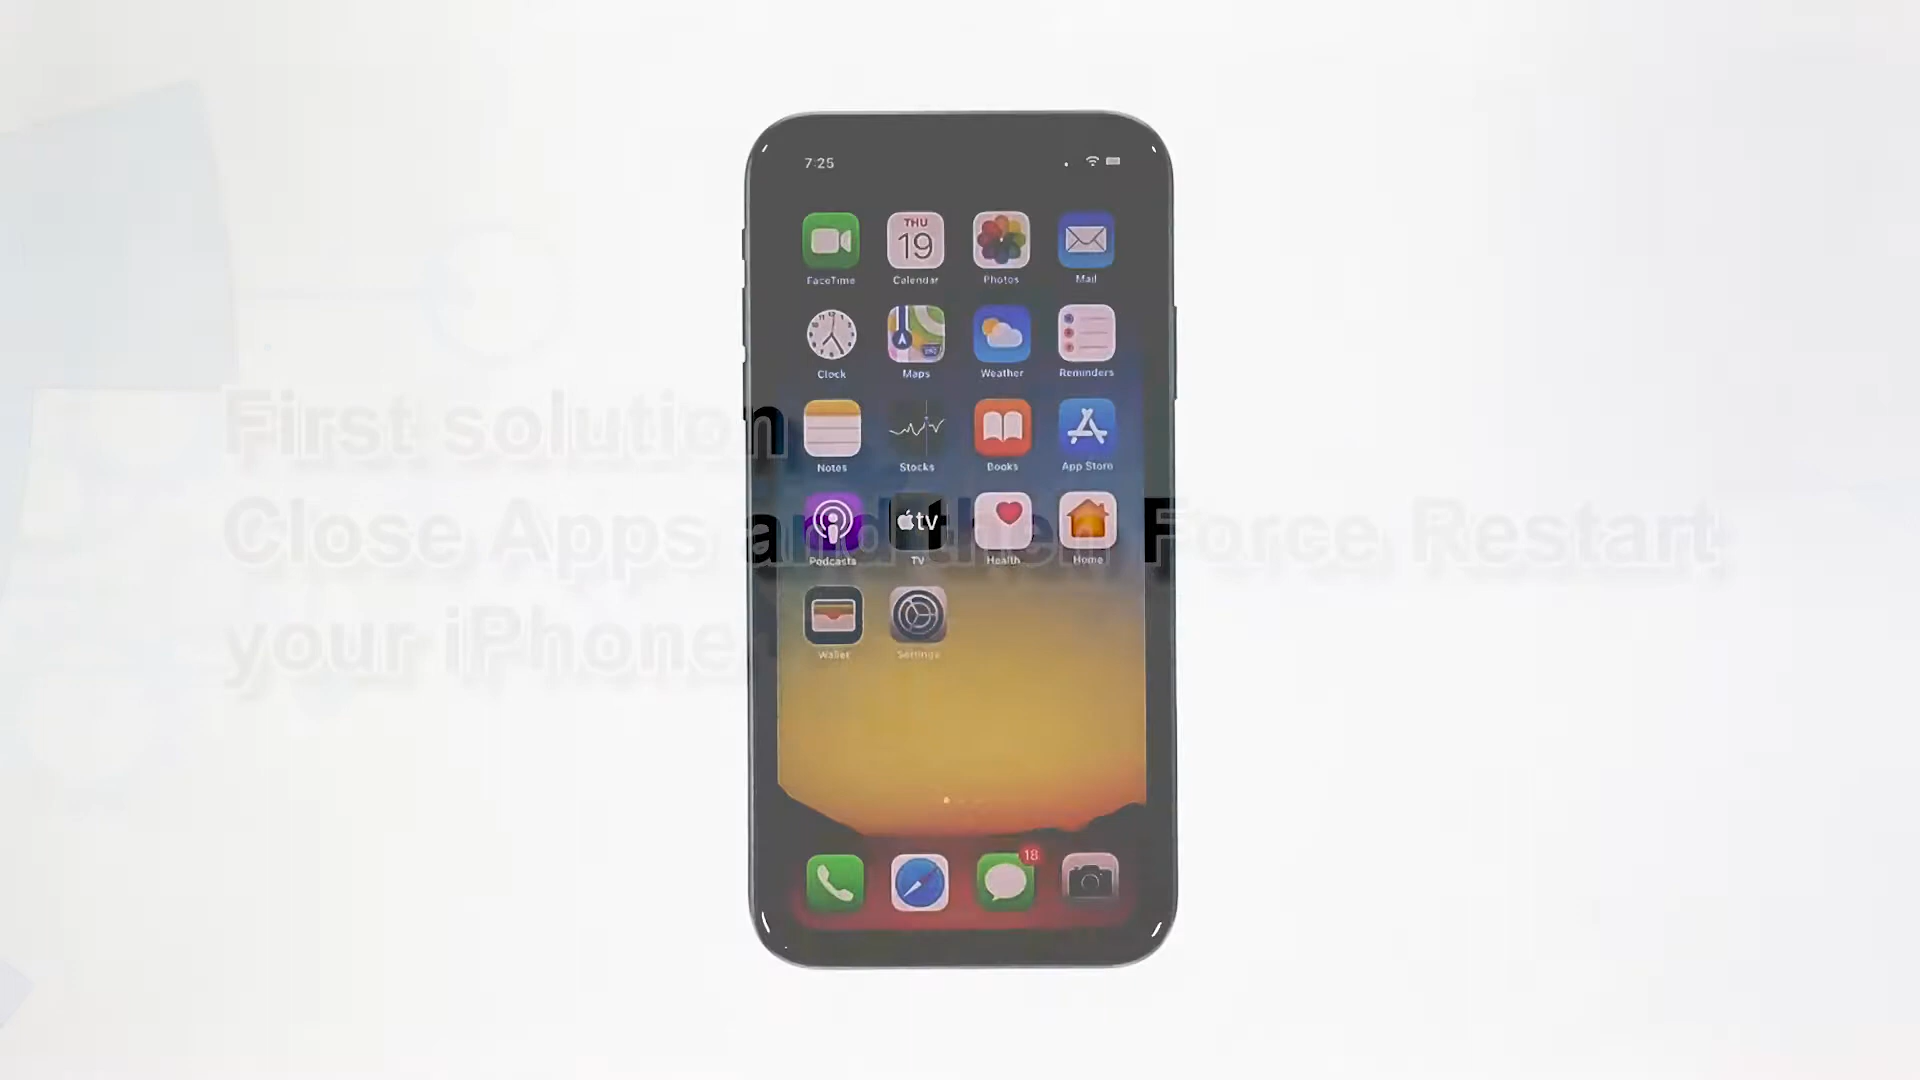 7:25
THU
19
FaceTime Calendar Photos Mail
Clock Maps Weather Reminders
First solution
Notes Stocks Books App Store
tv
Close Apps and then Force Restart
Podcasts TV Health Home
your iPhone
Wallet Settings
18